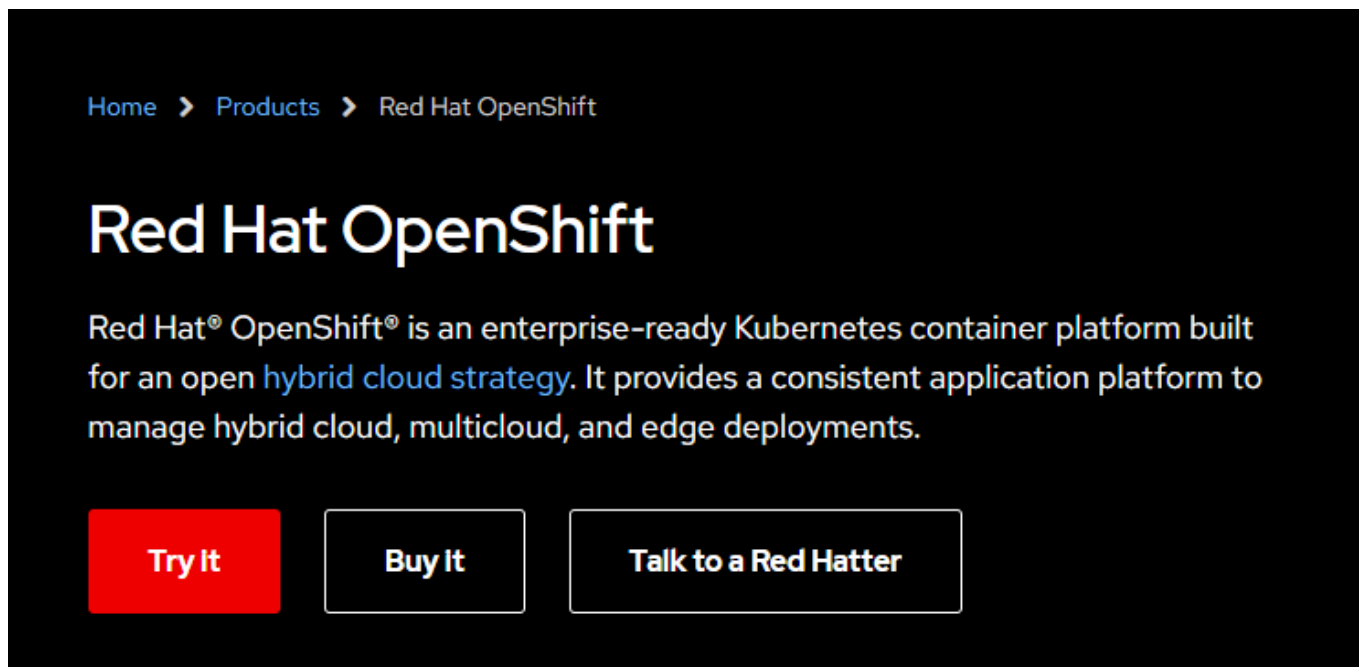 Home > Products > Red Hat OpenShift
Red Hat OpenShift
Red Hat® OpenShift® is an enterprise-ready Kubernetes container platform built
for an open hybrid cloud strategy. It provides a consistent application platform to
manage hybrid cloud, multicloud, and edge deployments.
Try It Buy It Talk to a Red Hatter